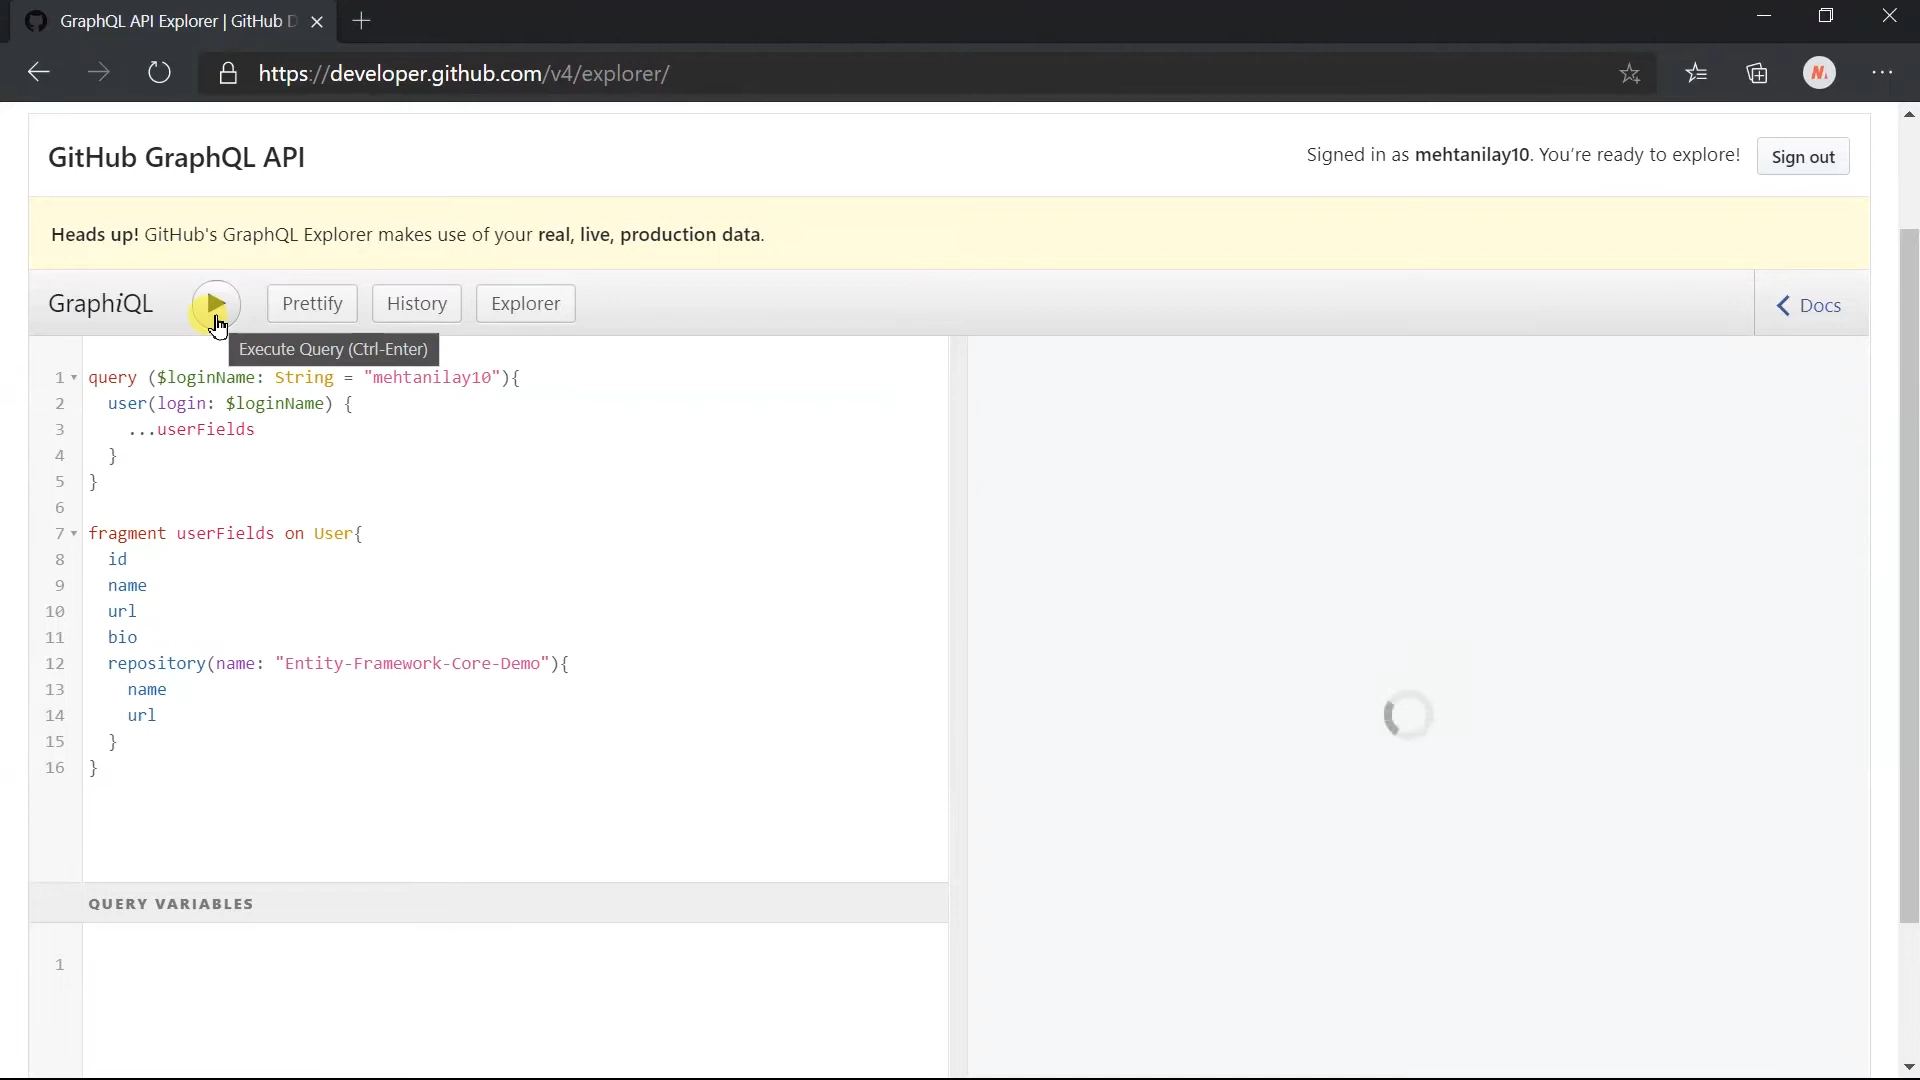 GraphQL API Explorer | GitHub D
https://developer.github.com/v4/explorer/
GitHub GraphQL API
Signed in as mehtanilay10. You're ready to explore!
Sign out
Heads up! GitHub's GraphQL Explorer makes use of your real, live, production data.
GraphiQL
Prettify
History
Explorer
Docs
Execute Query (Ctrl-Enter)
1 query ($loginName: String = "mehtanilay10"){
2 user(login: $loginName) {
3 ...userFields
4 }
5 }
6
7 fragment userFields on User{
8 id
9 name
10 url
11 bio
12 repository(name: "Entity-Framework-Core-Demo"){
13 name
14 url
15 }
16 }
QUERY VARIABLES
1